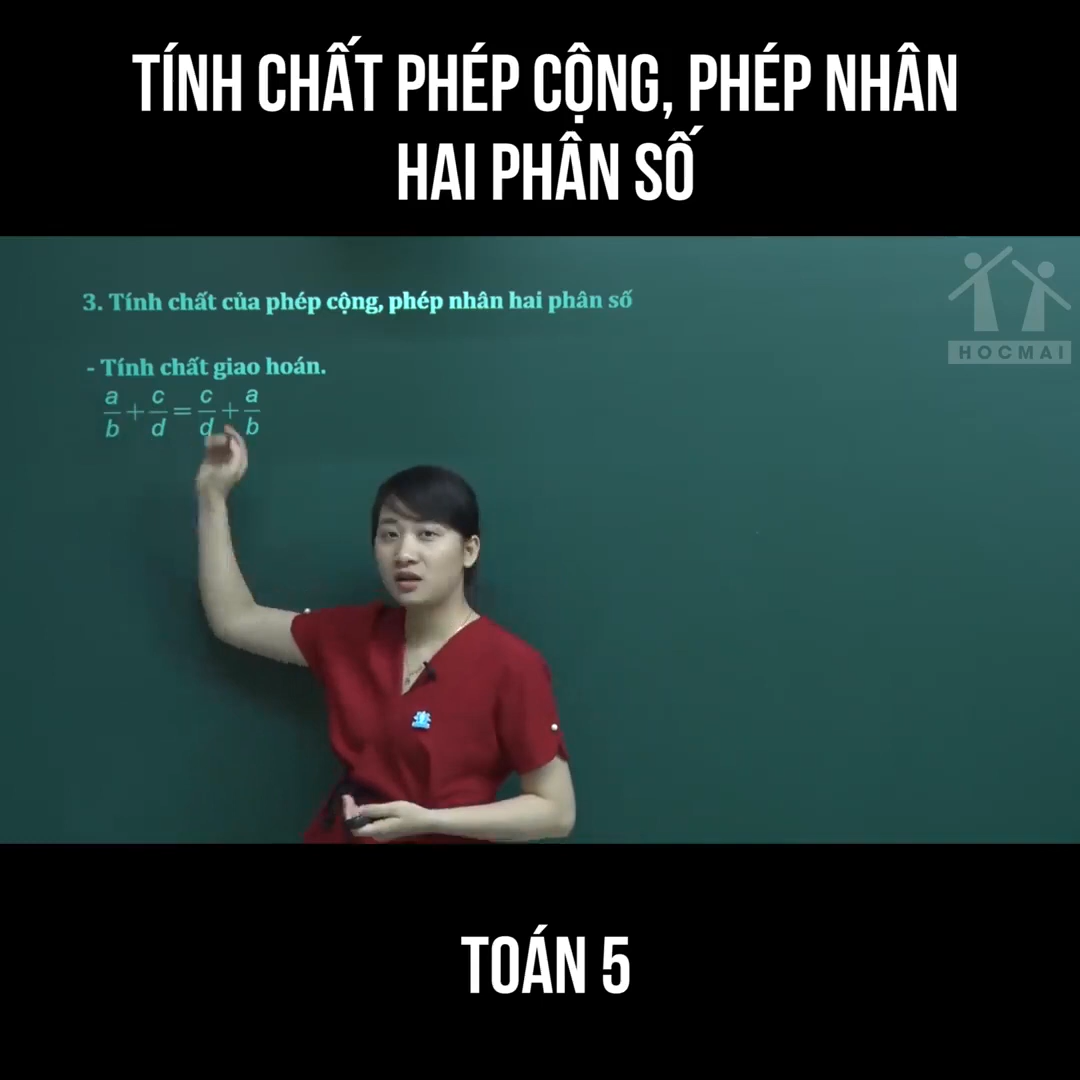 TÍNH CHẤT PHÉP CỘNG, PHÉP NHÂN
HAI PHÂN SỐ
3. Tính chất của phép cộng, phép nhân hai phân số
HOCMAI
- Tính chất giao hoán.
a/b + c/d = c/d + a/b
TOÁN 5